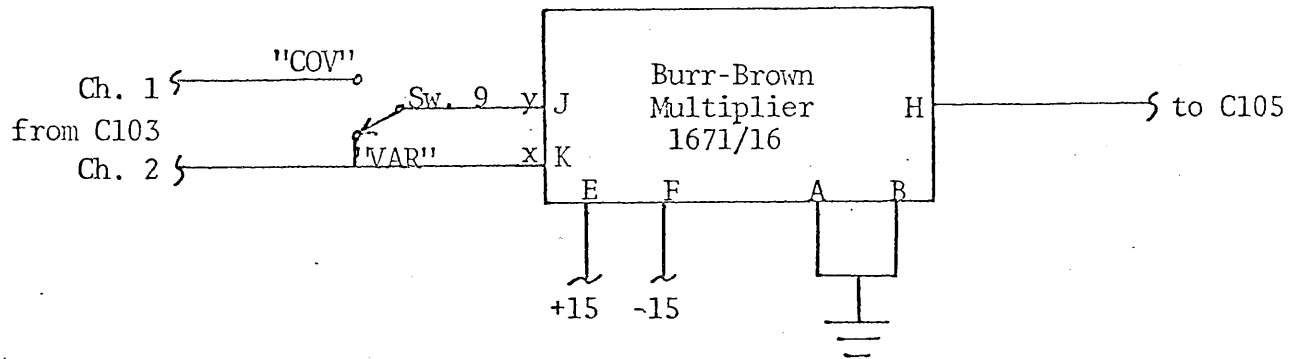 "COV"
Ch. 1
from C103
Ch. 2
Sw. 9
"VAR"
y J
x K
Burr-Brown
Multiplier
1671/16
H
to C105
E F A B
+15 -15